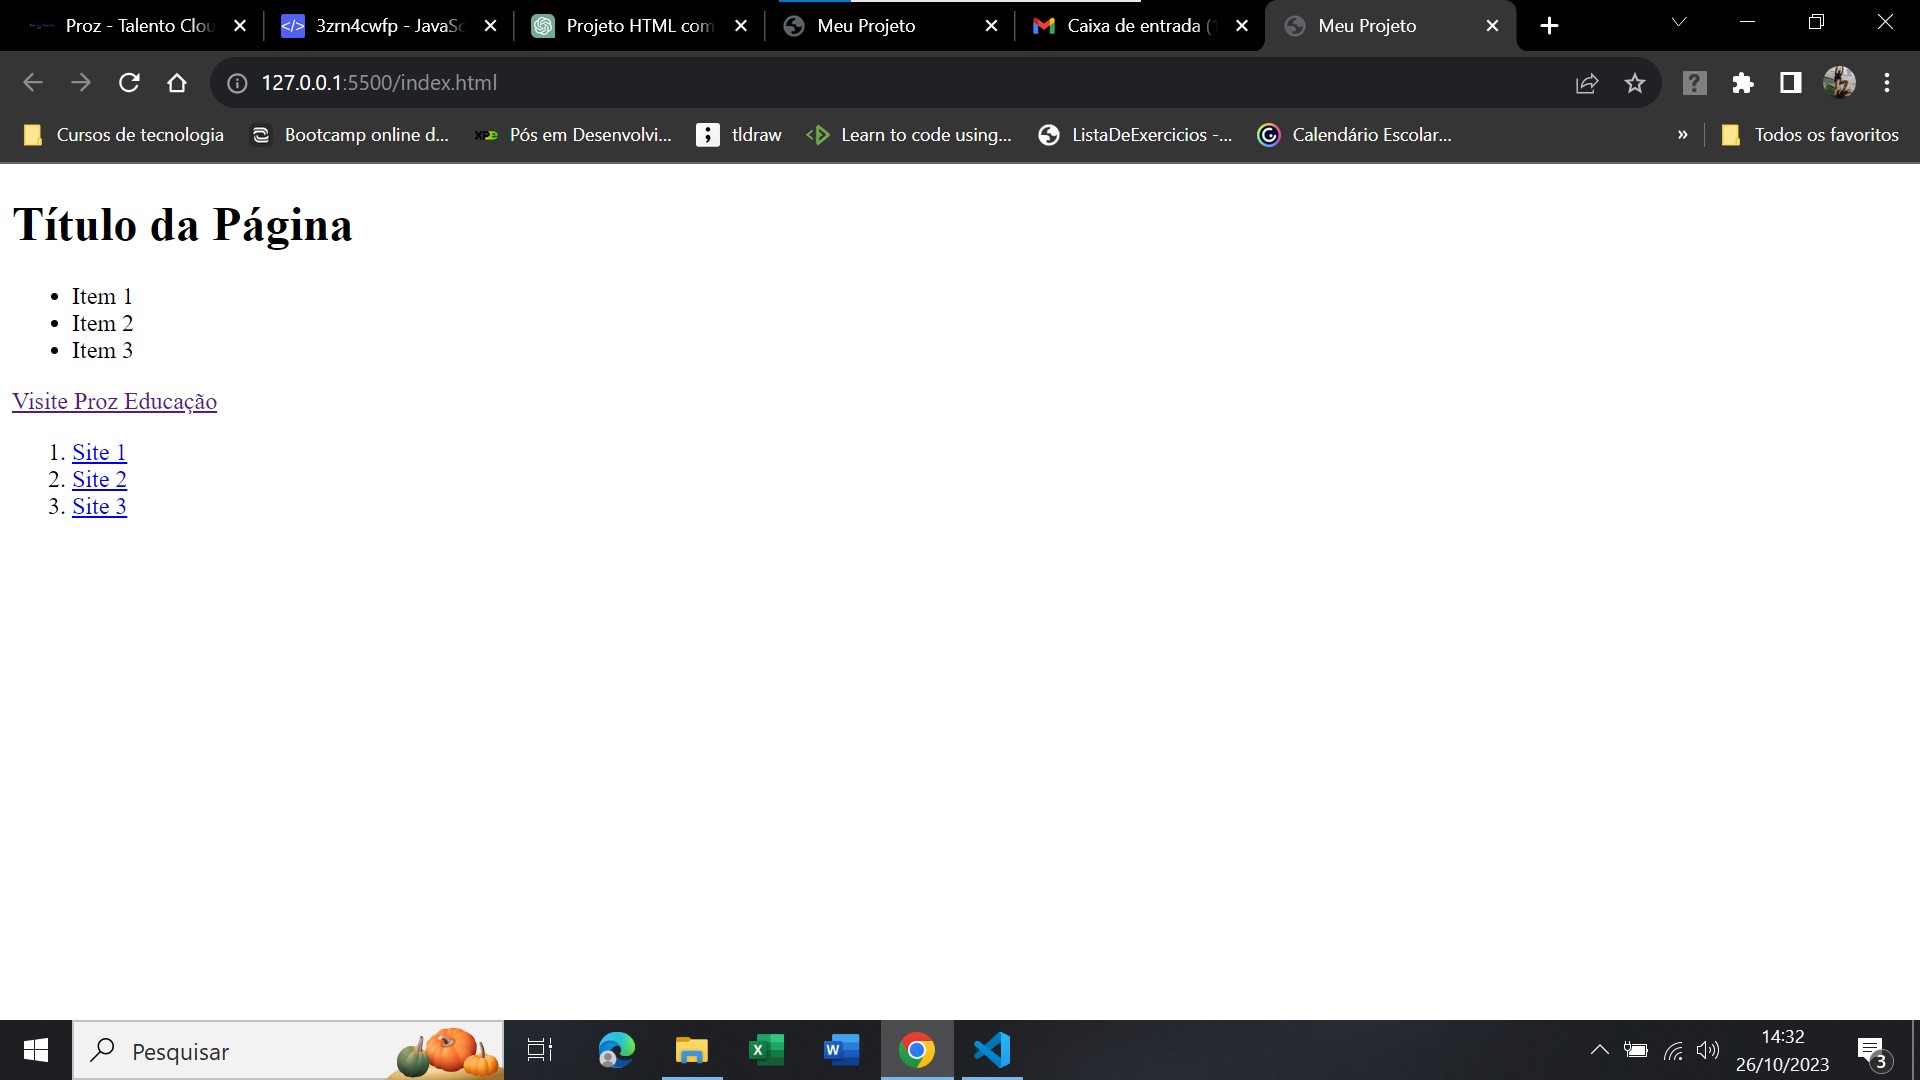 Proz - Talento Clou
3zrn4cwfp - JavaSc
Projeto HTML com
Meu Projeto
Caixa de entrada (1
Meu Projeto
127.0.0.1:5500/index.html
Cursos de tecnologia
Bootcamp online d...
Pós em Desenvolvi...
tldraw
Learn to code using...
ListaDeExercicios -...
Calendário Escolar...
»
Todos os favoritos
Título da Página
• Item 1
• Item 2
• Item 3
Visite Proz Educação
1. Site 1
2. Site 2
3. Site 3
Pesquisar
14:32
26/10/2023
3